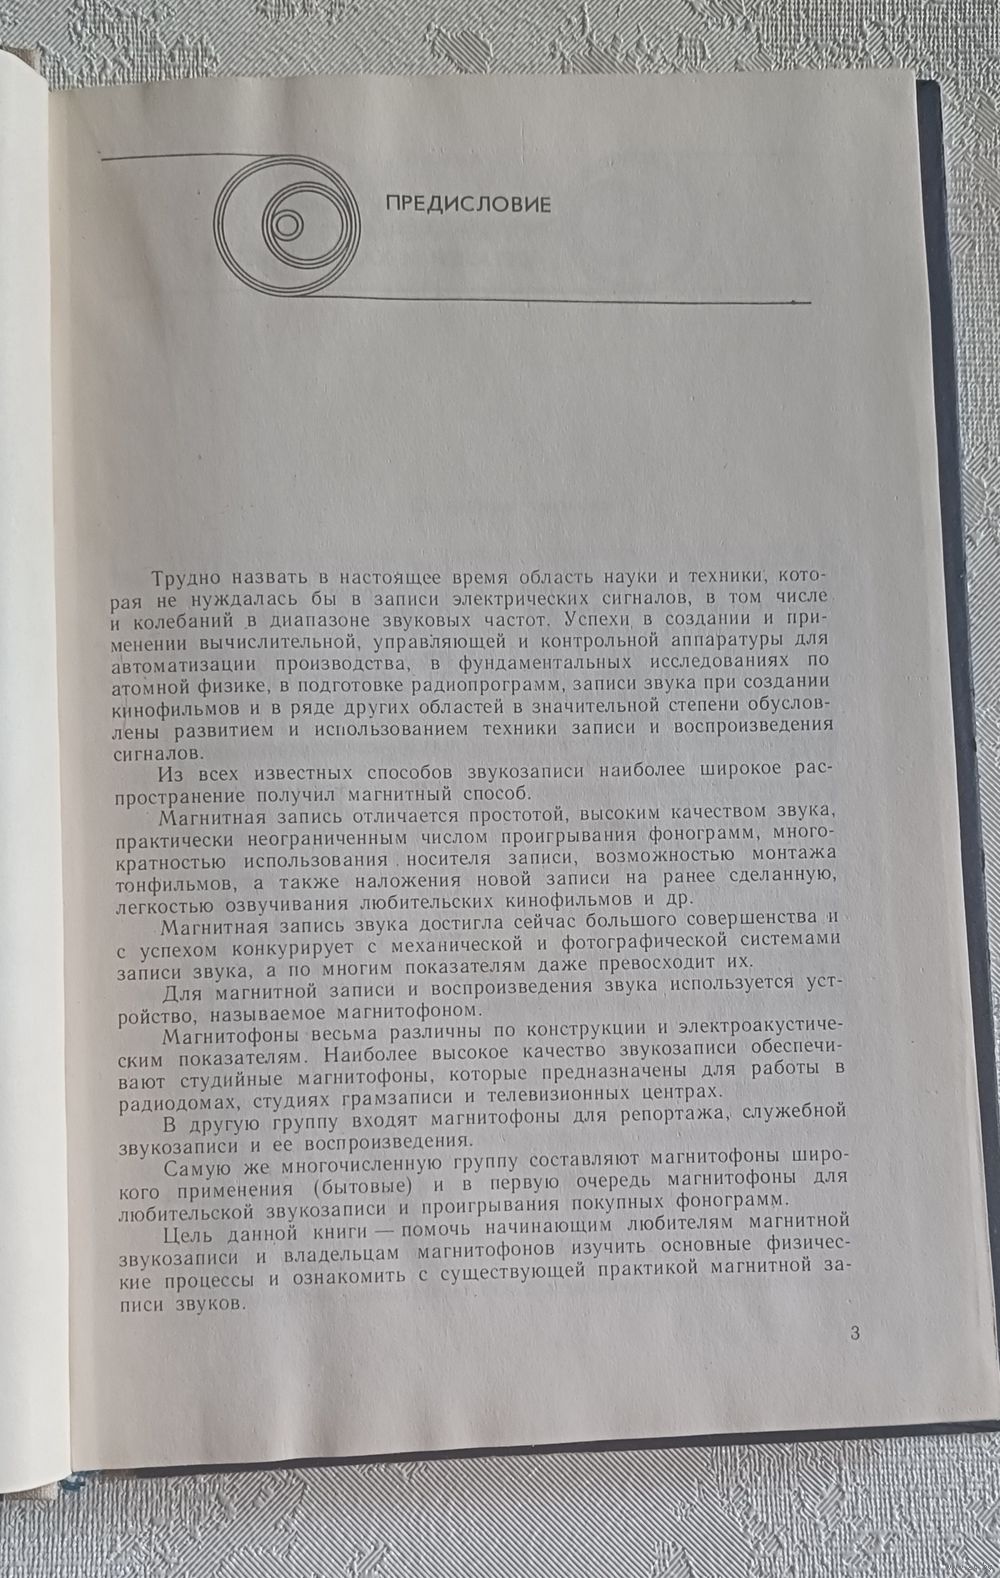 ПРЕДИСЛОВИЕ
Трудно назвать в настоящее время область науки и техники, кото-
рая не нуждалась бы в записи электрических сигналов, в том числе
и колебаний в диапазоне звуковых частот. Успехи в создании и при-
менении вычислительной, управляющей и контрольной аппаратуры для
автоматизации производства, в фундаментальных исследованиях по
атомной физике, в подготовке радиопрограмм, записи звука при создании
кинофильмов и в ряде других областей в значительной степени обуслов-
лены развитием и использованием техники записи и воспроизведения
сигналов.
Из всех известных способов звукозаписи наиболее широкое рас-
пространение получил магнитный способ.
Магнитная запись отличается простотой, высоким качеством звука,
практически неограниченным числом проигрывания фонограмм, много-
кратностью использования носителя записи, возможностью монтажа
тонфильмов, а также наложения новой записи на ранее сделанную,
легкостью озвучивания любительских кинофильмов и др.
Магнитная запись звука достигла сейчас большого совершенства и
с успехом конкурирует с механической и фотографической системами
записи звука, а по многим показателям даже превосходит их.
Для магнитной записи и воспроизведения звука используется уст-
ройство, называемое магнитофоном.
Магнитофоны весьма различны по конструкции и электроакустиче-
ским показателям. Наиболее высокое качество звукозаписи обеспечи-
вают студийные магнитофоны, которые предназначены для работы в
радиодомах, студиях грамзаписи и телевизионных центрах.
В другую группу входят магнитофоны для репортажа, служебной
звукозаписи и ее воспроизведения.
Самую же многочисленную группу составляют магнитофоны широ-
кого применения (бытовые) и в первую очередь магнитофоны для
любительской звукозаписи и проигрывания покупных фонограмм.
Цель данной книги — помочь начинающим любителям магнитной
звукозаписи и владельцам магнитофонов изучить основные физичес-
кие процессы и ознакомить с существующей практикой магнитной за-
писи звуков.
3